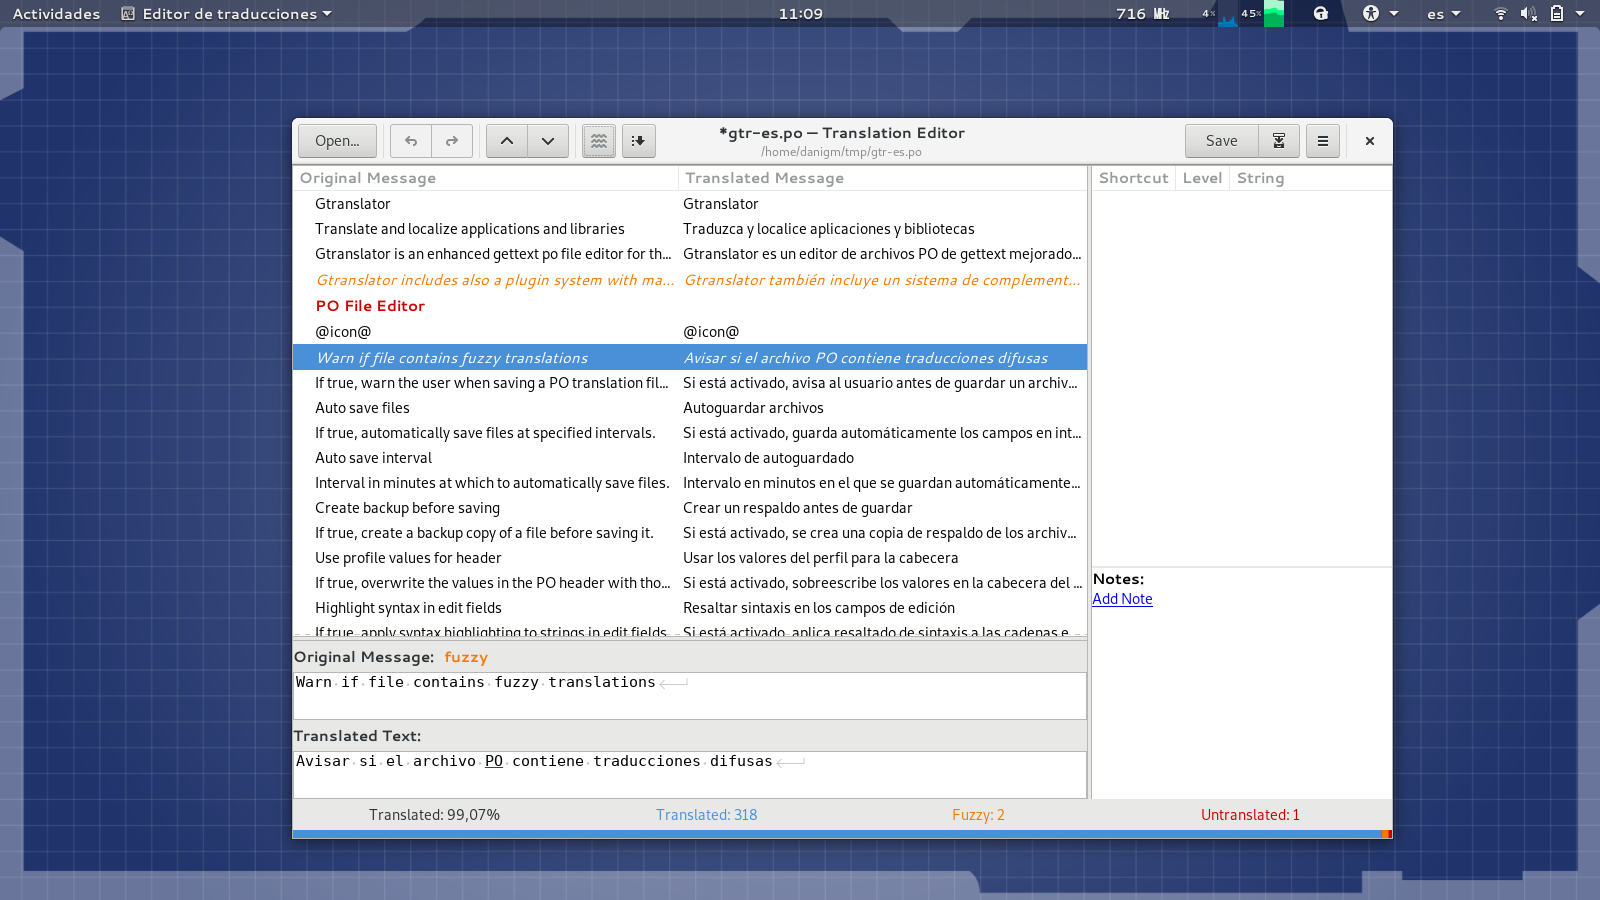 Actividades Editor de traducciones 11:09 716 MHz 4% 45% es
Open... *gtr-es.po — Translation Editor Save
/home/danigm/tmp/gtr-es.po
Original Message Translated Message Shortcut Level String
Gtranslator Gtranslator
Translate and localize applications and libraries Traduzca y localice aplicaciones y bibliotecas
Gtranslator is an enhanced gettext po file editor for th... Gtranslator es un editor de archivos PO de gettext mejorado...
Gtranslator includes also a plugin system with ma... Gtranslator también incluye un sistema de complement...
PO File Editor
@icon@ @icon@
Warn if file contains fuzzy translations Avisar si el archivo PO contiene traducciones difusas
If true, warn the user when saving a PO translation fil... Si está activado, avisa al usuario antes de guardar un archiv...
Auto save files Autoguardar archivos
If true, automatically save files at specified intervals. Si está activado, guarda automáticamente los campos en int...
Auto save interval Intervalo de autoguardado
Interval in minutes at which to automatically save files. Intervalo en minutos en el que se guardan automáticamente...
Create backup before saving Crear un respaldo antes de guardar
If true, create a backup copy of a file before saving it. Si está activado, se crea una copia de respaldo de los archiv...
Use profile values for header Usar los valores del perfil para la cabecera
If true, overwrite the values in the PO header with tho... Si está activado, sobreescribe los valores en la cabecera del ...
Highlight syntax in edit fields Resaltar sintaxis en los campos de edición
If true, apply syntax highlighting to strings in edit fields. Si está activado, aplica resaltado de sintaxis a las cadenas e...
Notes:
Add Note
Original Message: fuzzy
Warn if file contains fuzzy translations
Translated Text:
Avisar si el archivo PO contiene traducciones difusas
Translated: 99,07% Translated: 318 Fuzzy: 2 Untranslated: 1